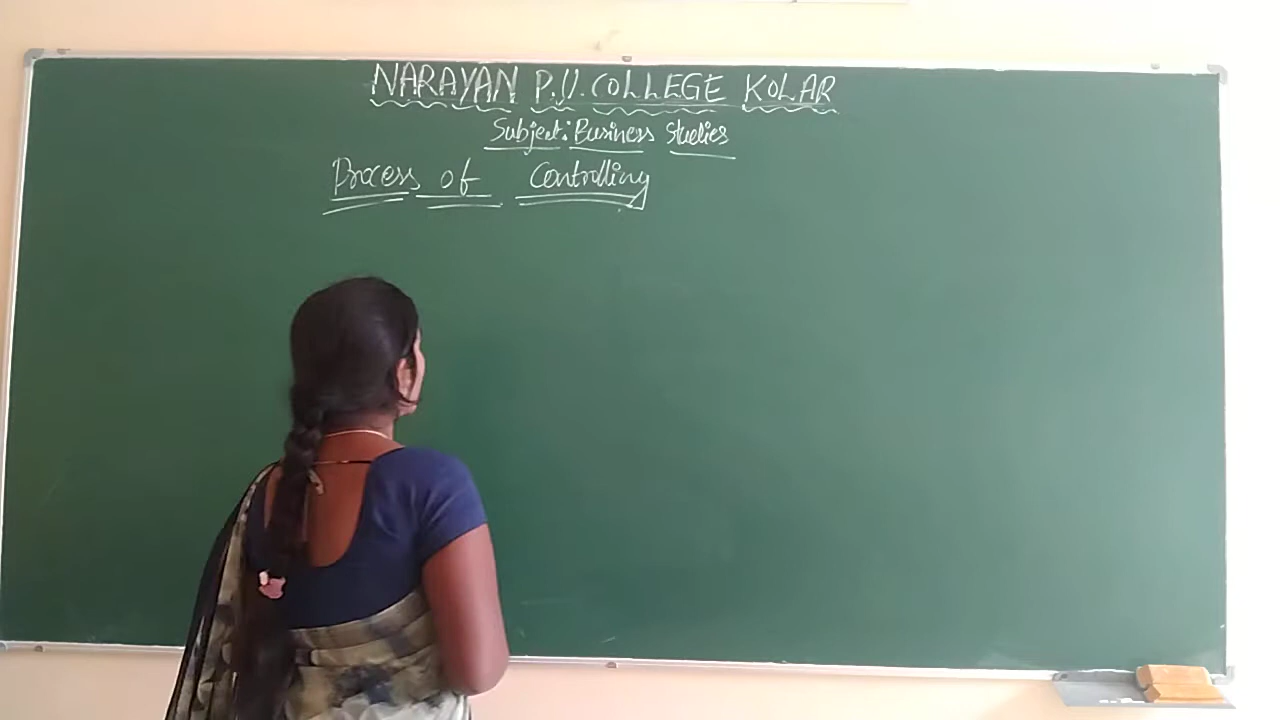 NARAYAN P.U. COLLEGE KOLAR
Subject: Business Studies
Process of Controlling